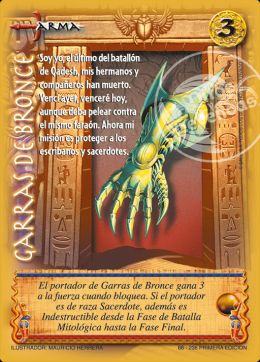 ARMA
3
GARRAS DE BRONCE
Soy yo, el último del batallón
de Qadesh, mis hermanos y
compañeros han muerto.
Vencrayer, venceré hoy,
aunque deba pelear contra
el mismo faraón. Ahora mi
misión es proteger a los
escribanos y sacerdotes.
El portador de Garras de Bronce gana 3
a la fuerza cuando bloquea. Si el portador
es de raza Sacerdote, además es
Indestructible desde la Fase de Batalla
Mitológica hasta la Fase Final.
ILUSTRADOR: MAURICIO HERRERA
PRIMERA EDICIÓN